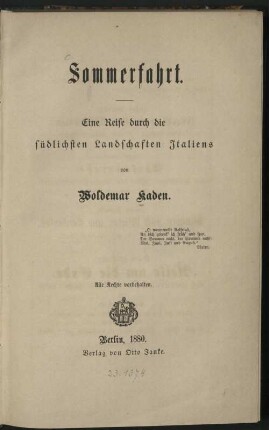 Sommerfahrt.
Eine Reise durch die
südlichsten Landschaften Italiens
von
Woldemar Kaden.
Alle Rechte vorbehalten.
Berlin, 1880.
Verlag von Otto Janke.